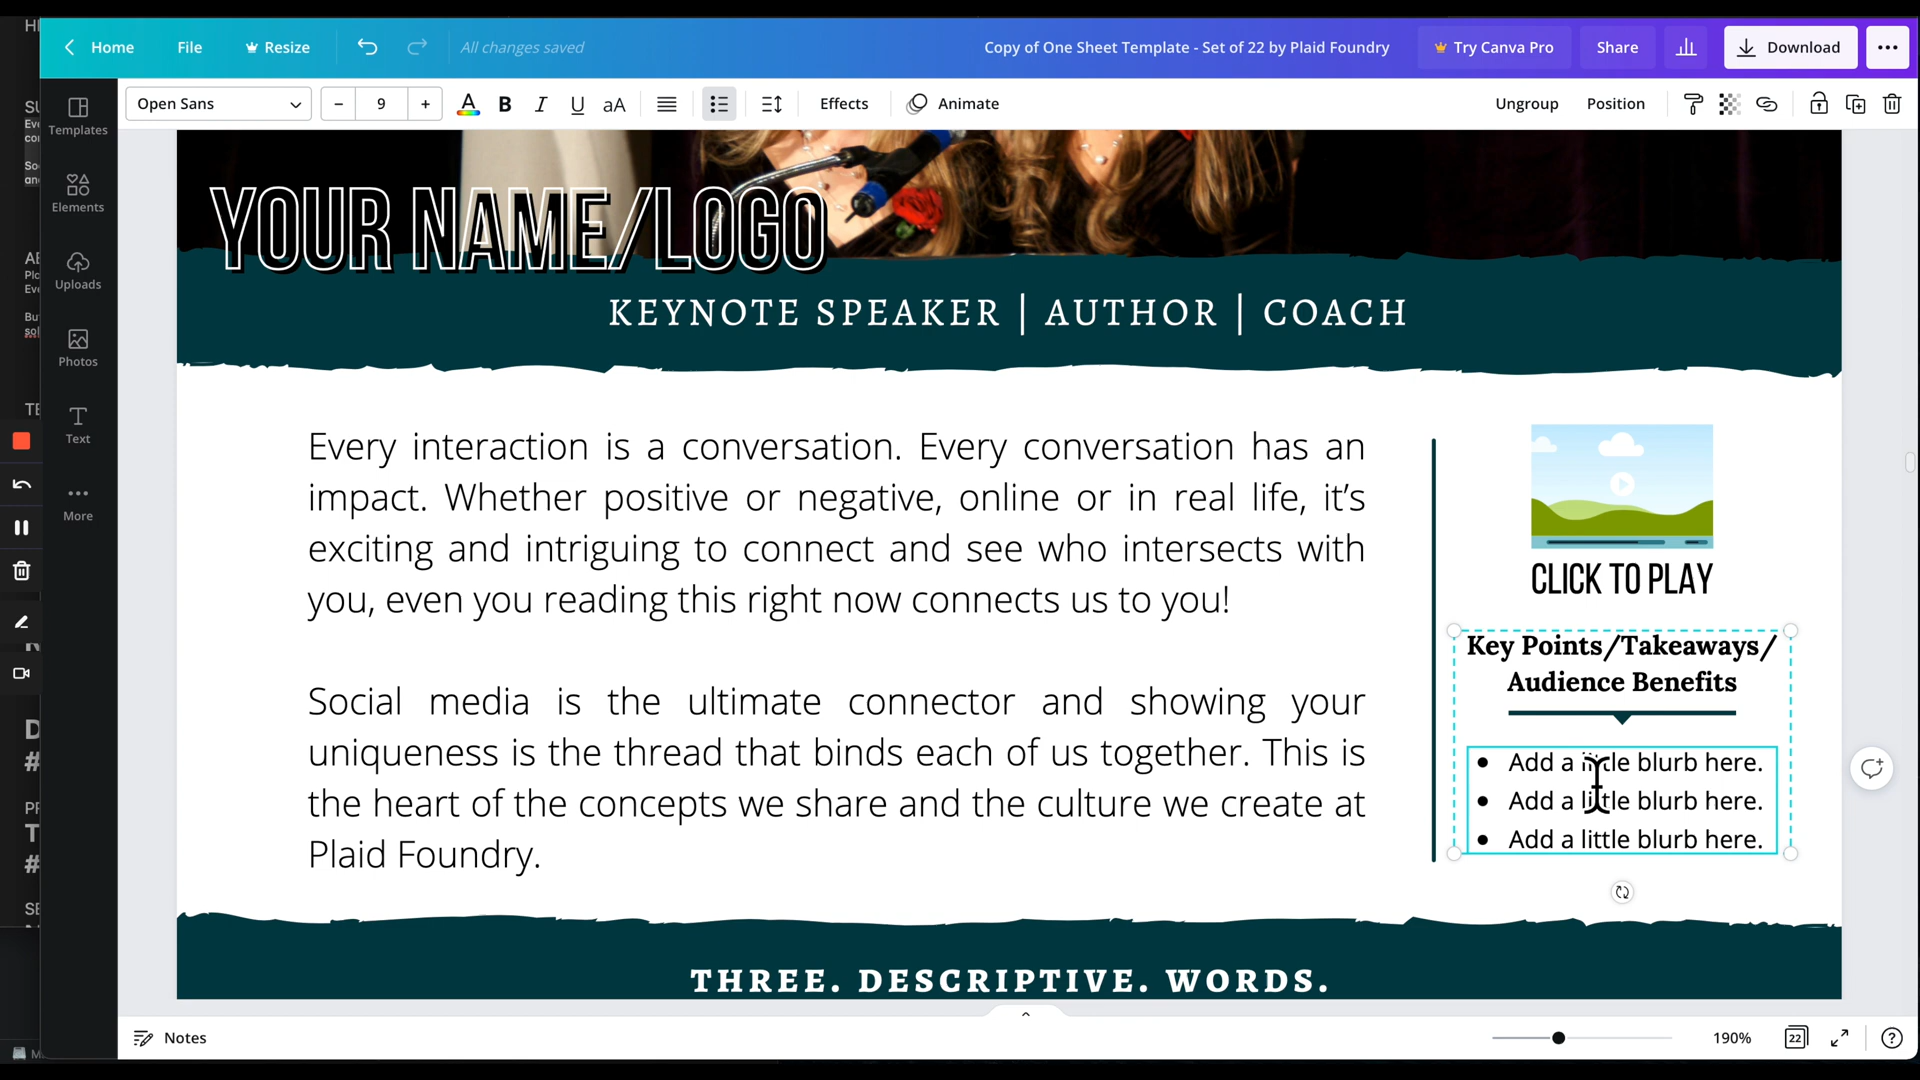 Home File Resize All changes saved Copy of One Sheet Template - Set of 22 by Plaid Foundry Try Canva Pro Share Download
Open Sans 9 B I U aA Effects Animate Ungroup Position
Templates
Elements
Uploads
Photos
Text
More
YOUR NAME/LOGO
KEYNOTE SPEAKER | AUTHOR | COACH
Every interaction is a conversation. Every conversation has an
impact. Whether positive or negative, online or in real life, it's
exciting and intriguing to connect and see who intersects with
you, even you reading this right now connects us to you!
Social media is the ultimate connector and showing your
uniqueness is the thread that binds each of us together. This is
the heart of the concepts we share and the culture we create at
Plaid Foundry.
CLICK TO PLAY
Key Points/Takeaways/
Audience Benefits
• Add a little blurb here.
• Add a little blurb here.
• Add a little blurb here.
THREE. DESCRIPTIVE. WORDS.
Notes 190% 22 ?